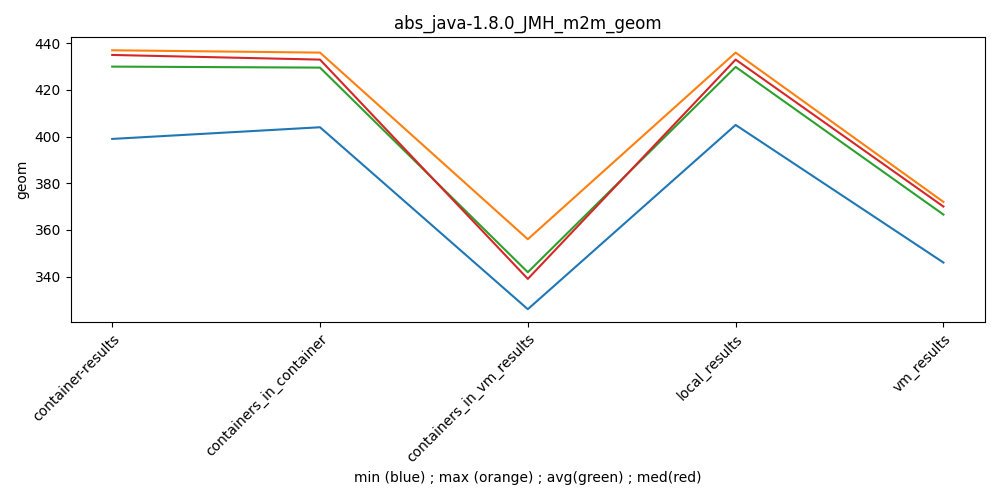 abs_java-1.8.0_JMH_m2m_geom
440
420
400
380
360
340
geom
container-results
containers_in_container
containers_in_vm_results
local_results
vm_results
min (blue) ; max (orange) ; avg(green) ; med(red)